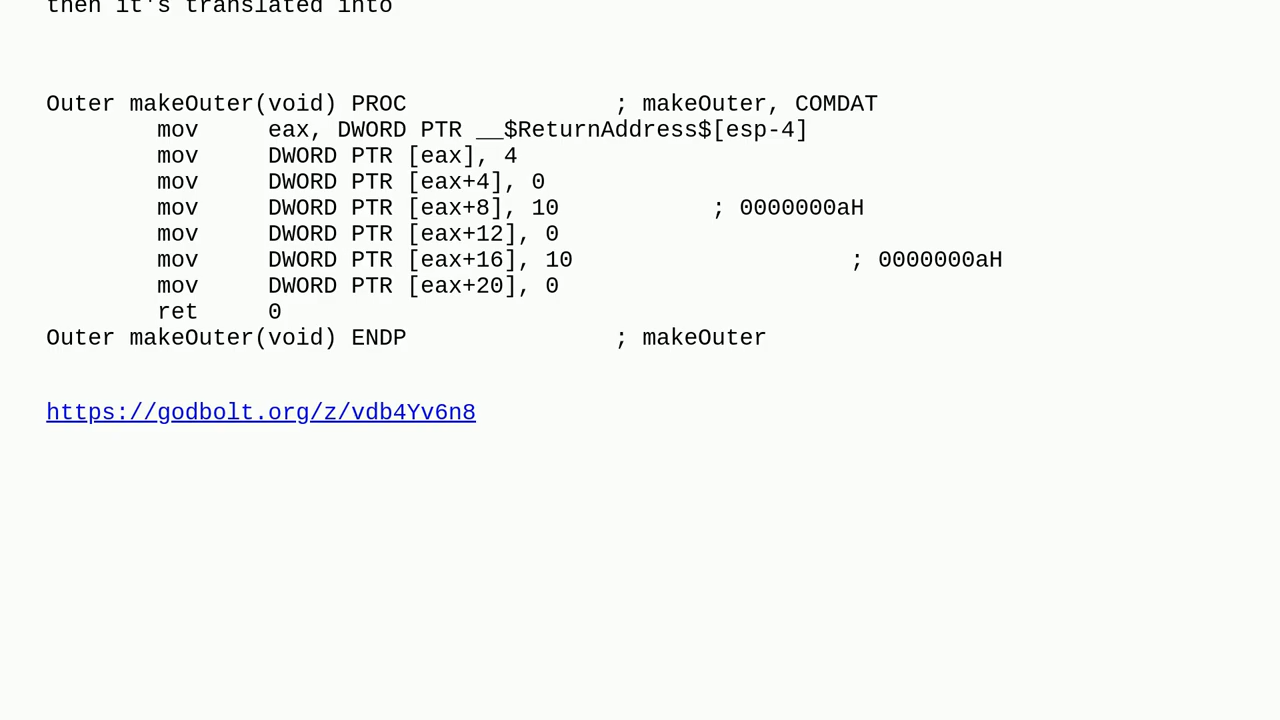 then it's translated into
Outer makeOuter(void) PROC ; makeOuter, COMDAT
mov eax, DWORD PTR __$ReturnAddress$[esp-4]
mov DWORD PTR [eax], 4
mov DWORD PTR [eax+4], 0
mov DWORD PTR [eax+8], 10 ; 0000000aH
mov DWORD PTR [eax+12], 0
mov DWORD PTR [eax+16], 10 ; 0000000aH
mov DWORD PTR [eax+20], 0
ret 0
Outer makeOuter(void) ENDP ; makeOuter
https://godbolt.org/z/vdb4Yv6n8